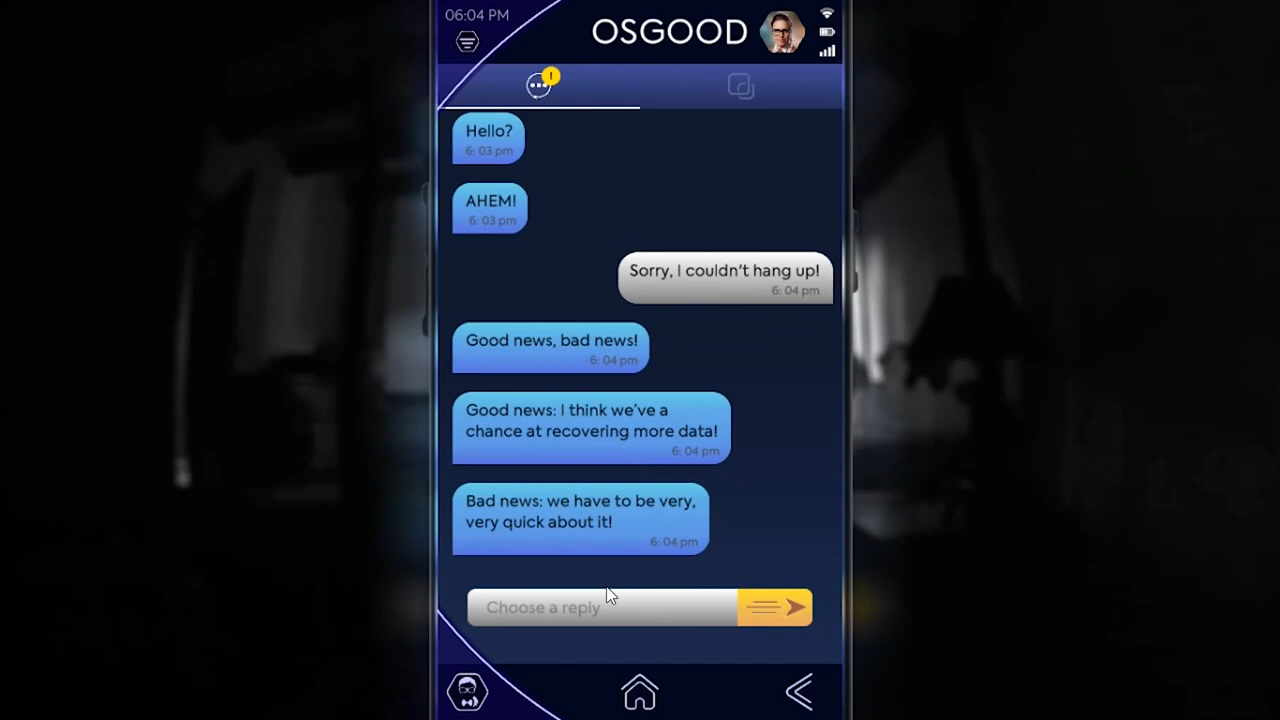 06:04 PM
OSGOOD
!
Hello?
6: 03 pm
AHEM!
6: 03 pm
Sorry, I couldn't hang up!
6: 04 pm
Good news, bad news!
6: 04 pm
Good news: I think we've a
chance at recovering more data!
6: 04 pm
Bad news: we have to be very,
very quick about it!
6: 04 pm
Choose a reply